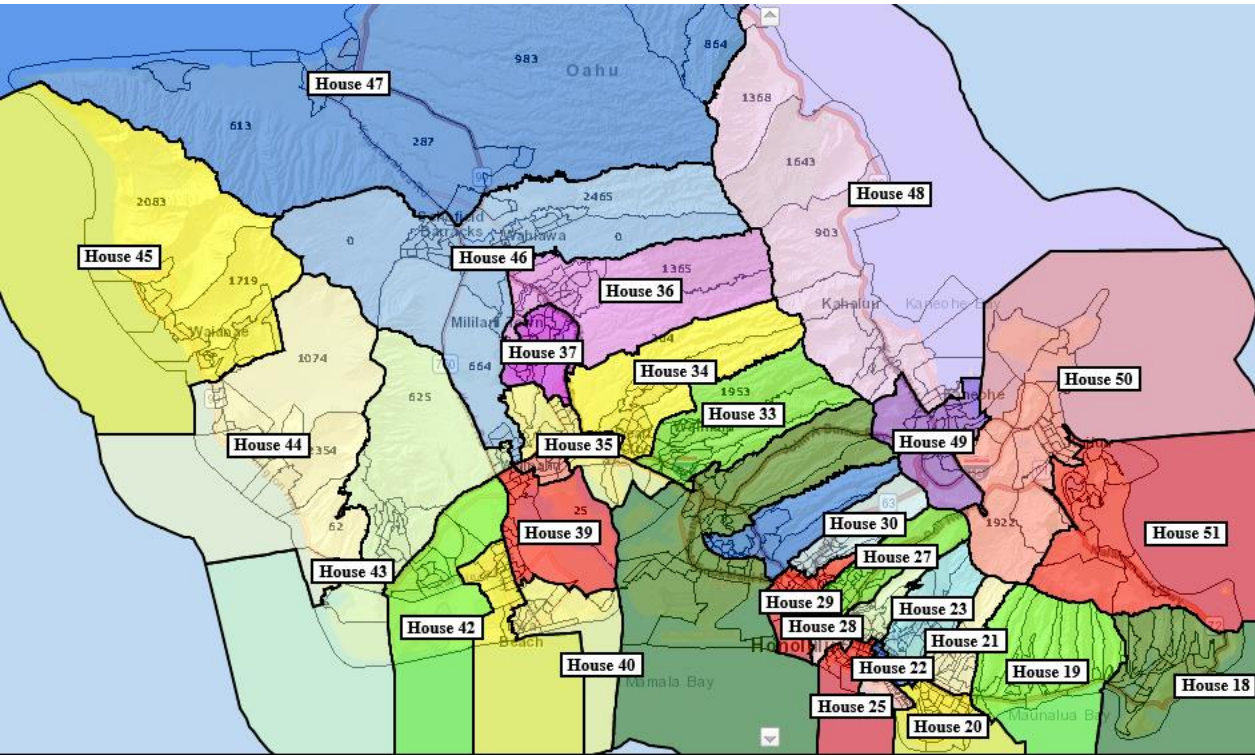 983
864
Oahu
House 47
1368
613
287
1643
2083
2465
House 48
0
Wahiawa
0
903
House 45
House 46
1365
1719
House 36
Kahaluu
Kaneohe Bay
Mililani Town
Waianae
House 37
1074
664
House 34
House 50
625
1953
House 33
House 44
2354
House 35
House 49
63
25
House 39
House 30
1922
62
House 27
House 51
House 43
House 29
House 23
House 42
House 28
House 21
Beach
Honolulu
House 40
House 22
House 19
Mamala Bay
House 18
House 25
Maunalua Bay
House 20